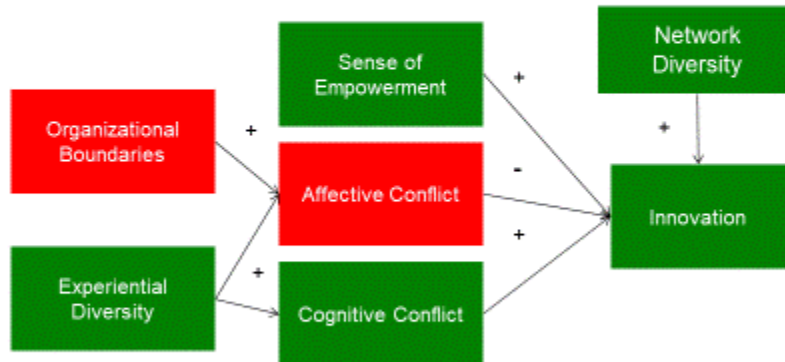 Sense of
Empowerment
Network
Diversity
Organizational
Boundaries
+
+
+
Affective Conflict
-
Innovation
+
Experiential
Diversity
+
Cognitive Conflict